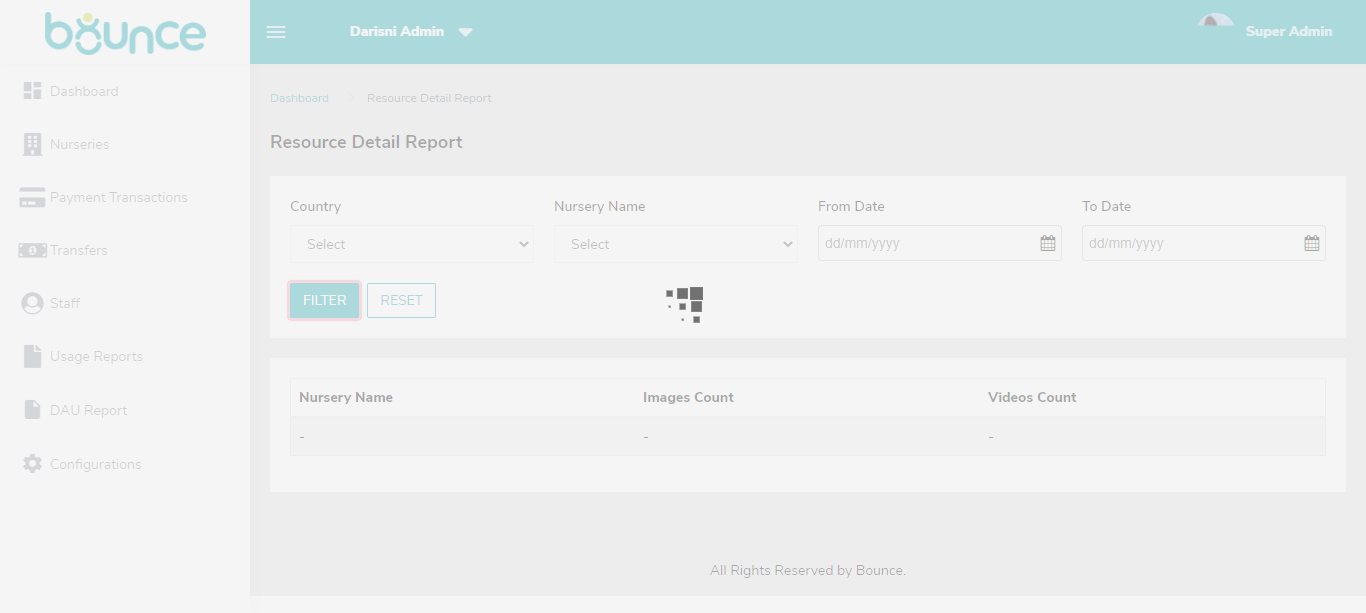 bounce
Darisni Admin
Super Admin
Dashboard
Nurseries
Payment Transactions
Transfers
Staff
Usage Reports
DAU Report
Configurations
Dashboard Resource Detail Report
Resource Detail Report
Country Nursery Name From Date To Date
Select Select dd/mm/yyyy dd/mm/yyyy
FILTER RESET
Nursery Name Images Count Videos Count
- - -
All Rights Reserved by Bounce.